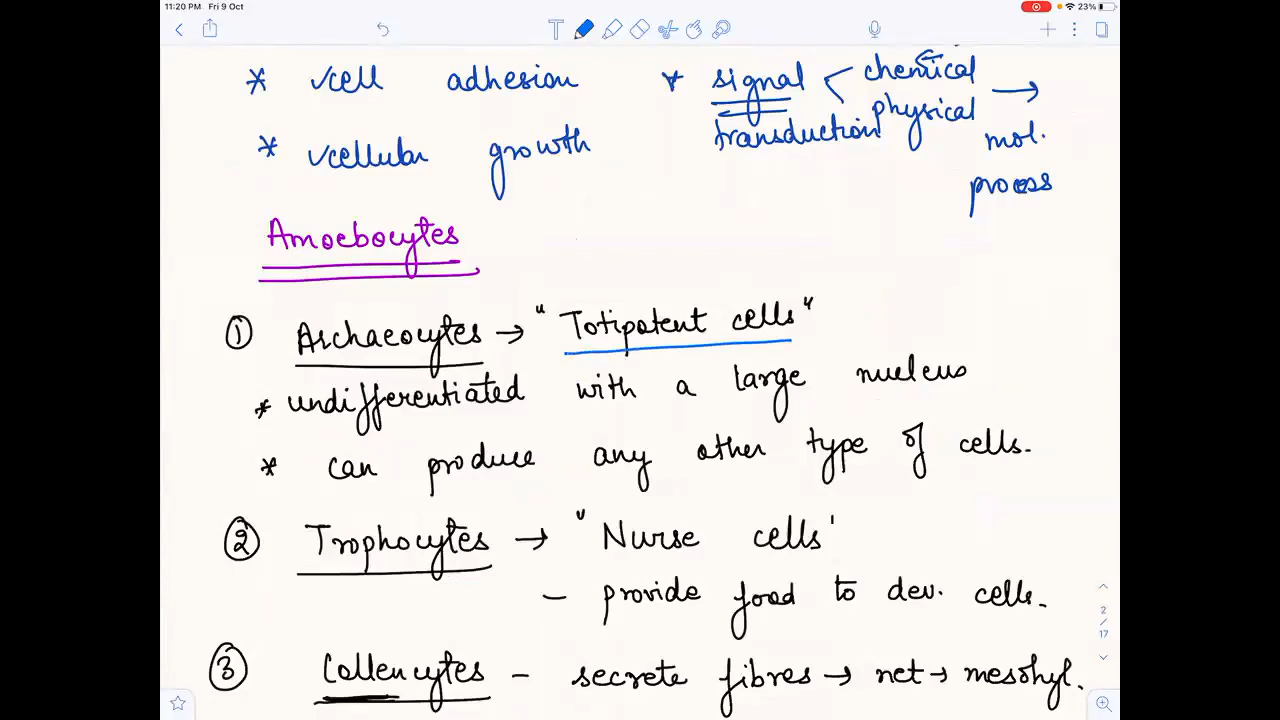 11:20 PM Fri 9 Oct
23%
* cell adhesion
* signal transduction < chemical physical → mol. process
* cellular growth
Amoebocytes
① Archaeocytes → "Totipotent cells"
* undifferentiated with a large nucleus
* can produce any other type of cells.
② Trophocytes → "Nurse cells'
– provide food to dev. cells.
③ Collencytes – secrete fibres → net → mesohyl.
2
/
17